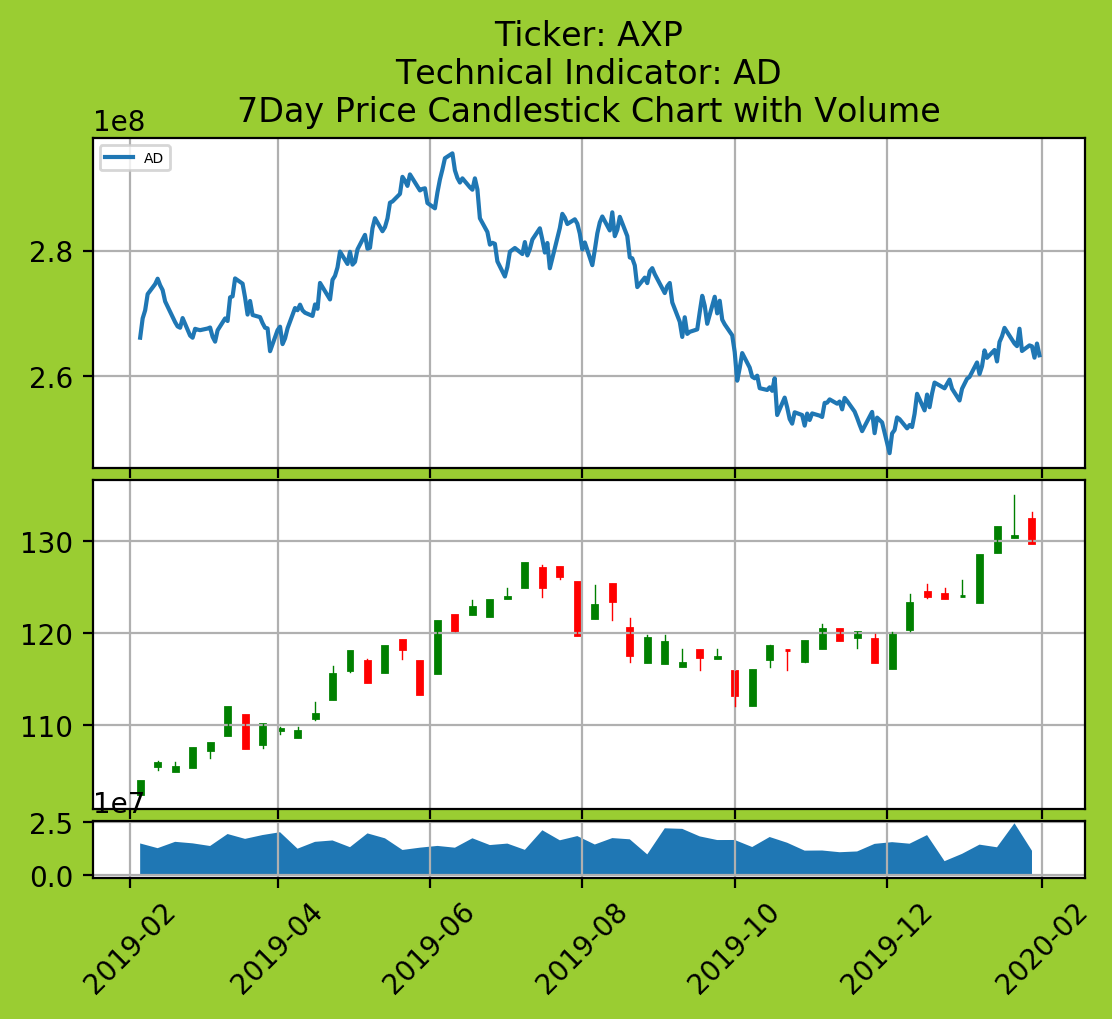 Ticker: AXP
Technical Indicator: AD
7Day Price Candlestick Chart with Volume
1e8
AD
2.8
2.6
130
120
110
1e7
2.5
0.0
2019-02
2019-04
2019-06
2019-08
2019-10
2019-12
2020-02